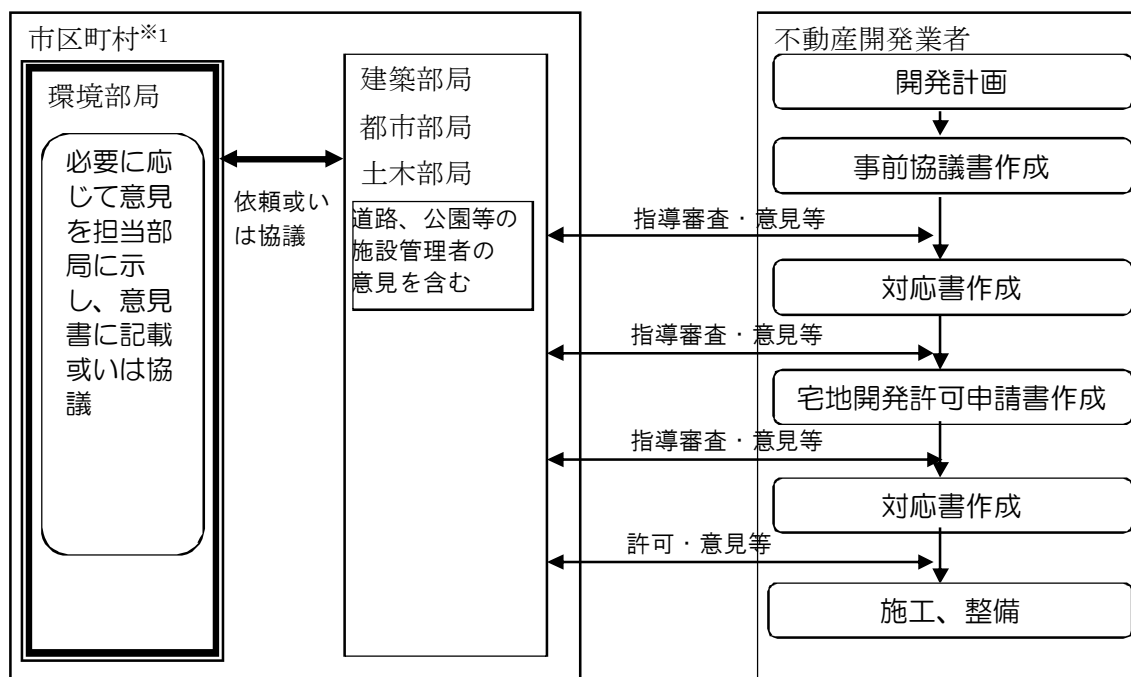 市区町村※1
環境部局
必要に応
じて意見
を担当部
局に示
し、意見
書に記載
或いは協
議
依頼或い
は協議
建築部局
都市部局
土木部局
道路、公園等の
施設管理者の
意見を含む
指導審査・意見等
指導審査・意見等
指導審査・意見等
許可・意見等
不動産開発業者
開発計画
事前協議書作成
対応書作成
宅地開発許可申請書作成
対応書作成
施工、整備